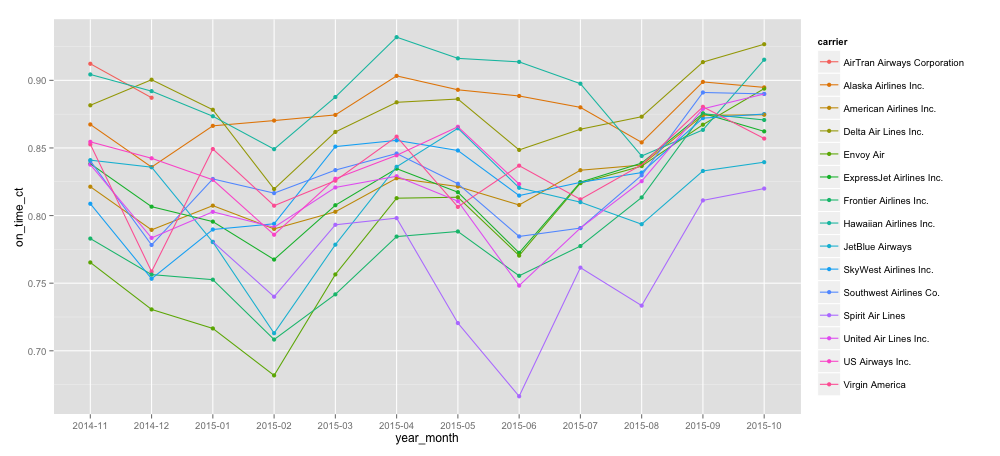 on_time_ct
0.90
0.85
0.80
0.75
0.70
2014-11
2014-12
2015-01
2015-02
2015-03
2015-04
2015-05
2015-06
2015-07
2015-08
2015-09
2015-10
year_month
carrier
AirTran Airways Corporation
Alaska Airlines Inc.
American Airlines Inc.
Delta Air Lines Inc.
Envoy Air
ExpressJet Airlines Inc.
Frontier Airlines Inc.
Hawaiian Airlines Inc.
JetBlue Airways
SkyWest Airlines Inc.
Southwest Airlines Co.
Spirit Air Lines
United Air Lines Inc.
US Airways Inc.
Virgin America